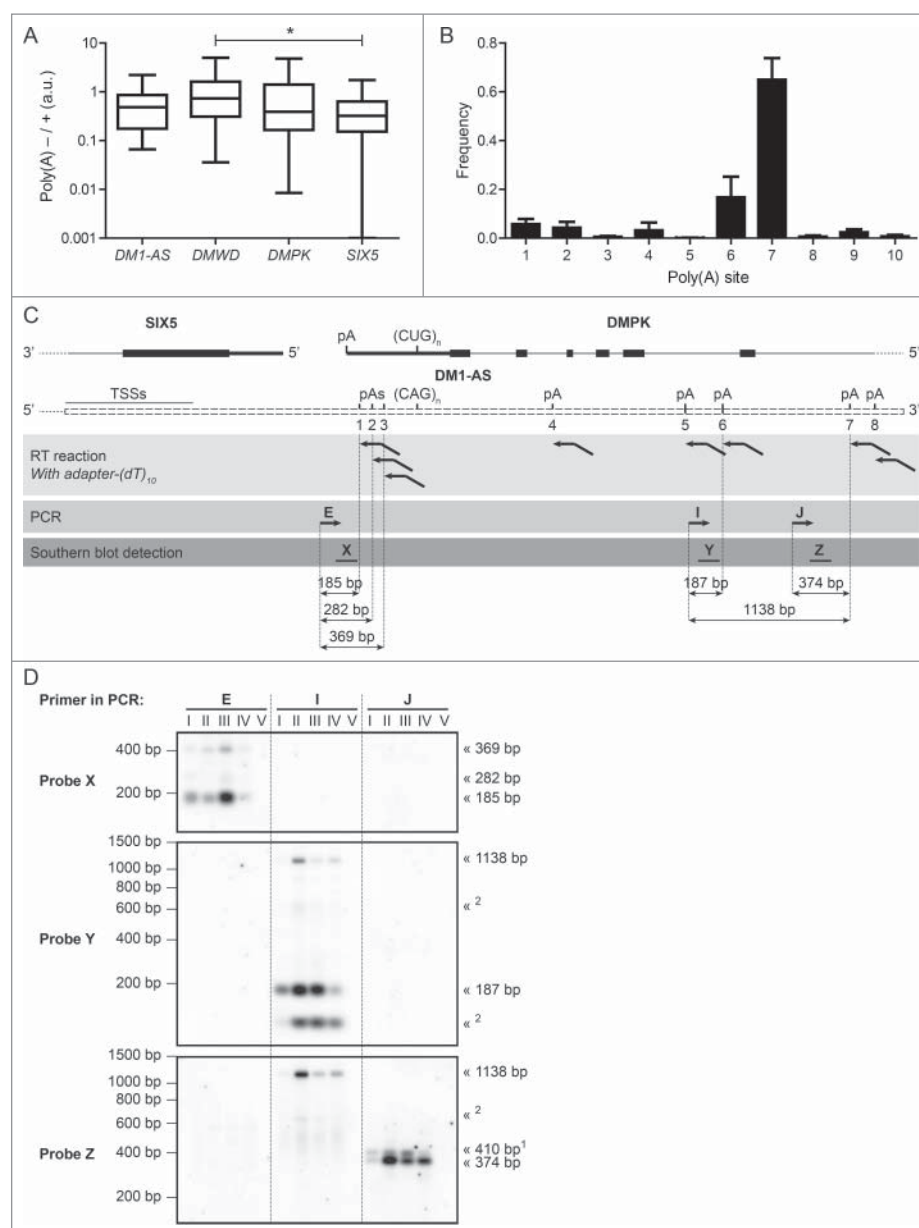 A
Poly(A) – / + (a.u.)
10
1
0.1
0.01
0.001
DM1-AS DMWD DMPK SIX5
*
B
Frequency
0.8
0.6
0.4
0.2
0.0
1 2 3 4 5 6 7 8 9 10
Poly(A) site
C
SIX5 DMPK
3' 5' pA (CUG)n 5'
DM1-AS
5' TSSs pAs (CAG)n pA pA pA pA pA 3'
1 2 3 4 5 6 7 8
RT reaction
With adapter-(dT)10
PCR E I J
Southern blot detection X Y Z
185 bp 187 bp 374 bp
282 bp 1138 bp
369 bp
D
Primer in PCR: E I J
I II III IV V I II III IV V I II III IV V
Probe X
400 bp
200 bp
« 369 bp
« 282 bp
« 185 bp
Probe Y
1500 bp
1000 bp
800 bp
600 bp
400 bp
200 bp
« 1138 bp
« 2
« 187 bp
« 2
Probe Z
1500 bp
1000 bp
800 bp
600 bp
400 bp
200 bp
« 1138 bp
« 2
« 410 bp1
« 374 bp